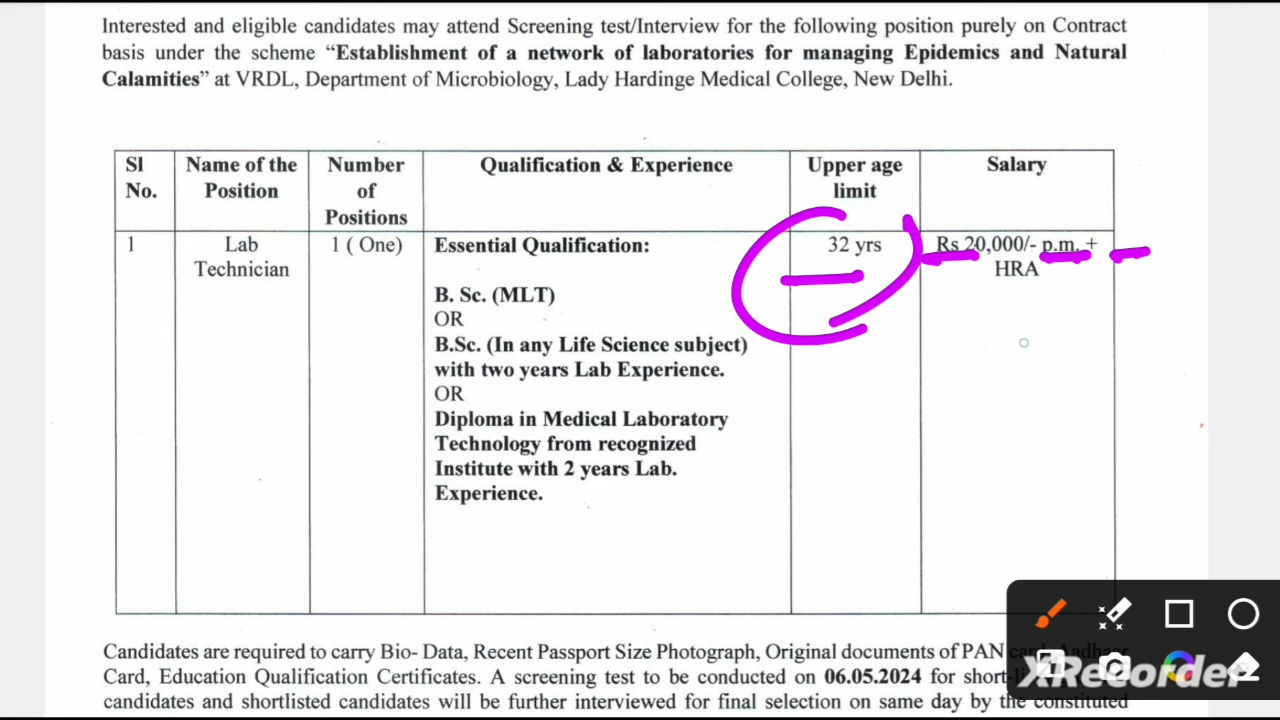 Interested and eligible candidates may attend Screening test/Interview for the following position purely on Contract
basis under the scheme “Establishment of a network of laboratories for managing Epidemics and Natural
Calamities” at VRDL, Department of Microbiology, Lady Hardinge Medical College, New Delhi.
Sl No.
Name of the Position
Number of Positions
Qualification & Experience
Upper age limit
Salary
1
Lab Technician
1 ( One)
Essential Qualification:
B. Sc. (MLT)
OR
B.Sc. (In any Life Science subject)
with two years Lab Experience.
OR
Diploma in Medical Laboratory
Technology from recognized
Institute with 2 years Lab.
Experience.
32 yrs
Rs 20,000/- p.m. +
HRA
Candidates are required to carry Bio- Data, Recent Passport Size Photograph, Original documents of PAN
Card, Education Qualification Certificates. A screening test to be conducted on 06.05.2024 for short-
candidates and shortlisted candidates will be further interviewed for final selection on same day by the constituted
XRecorder